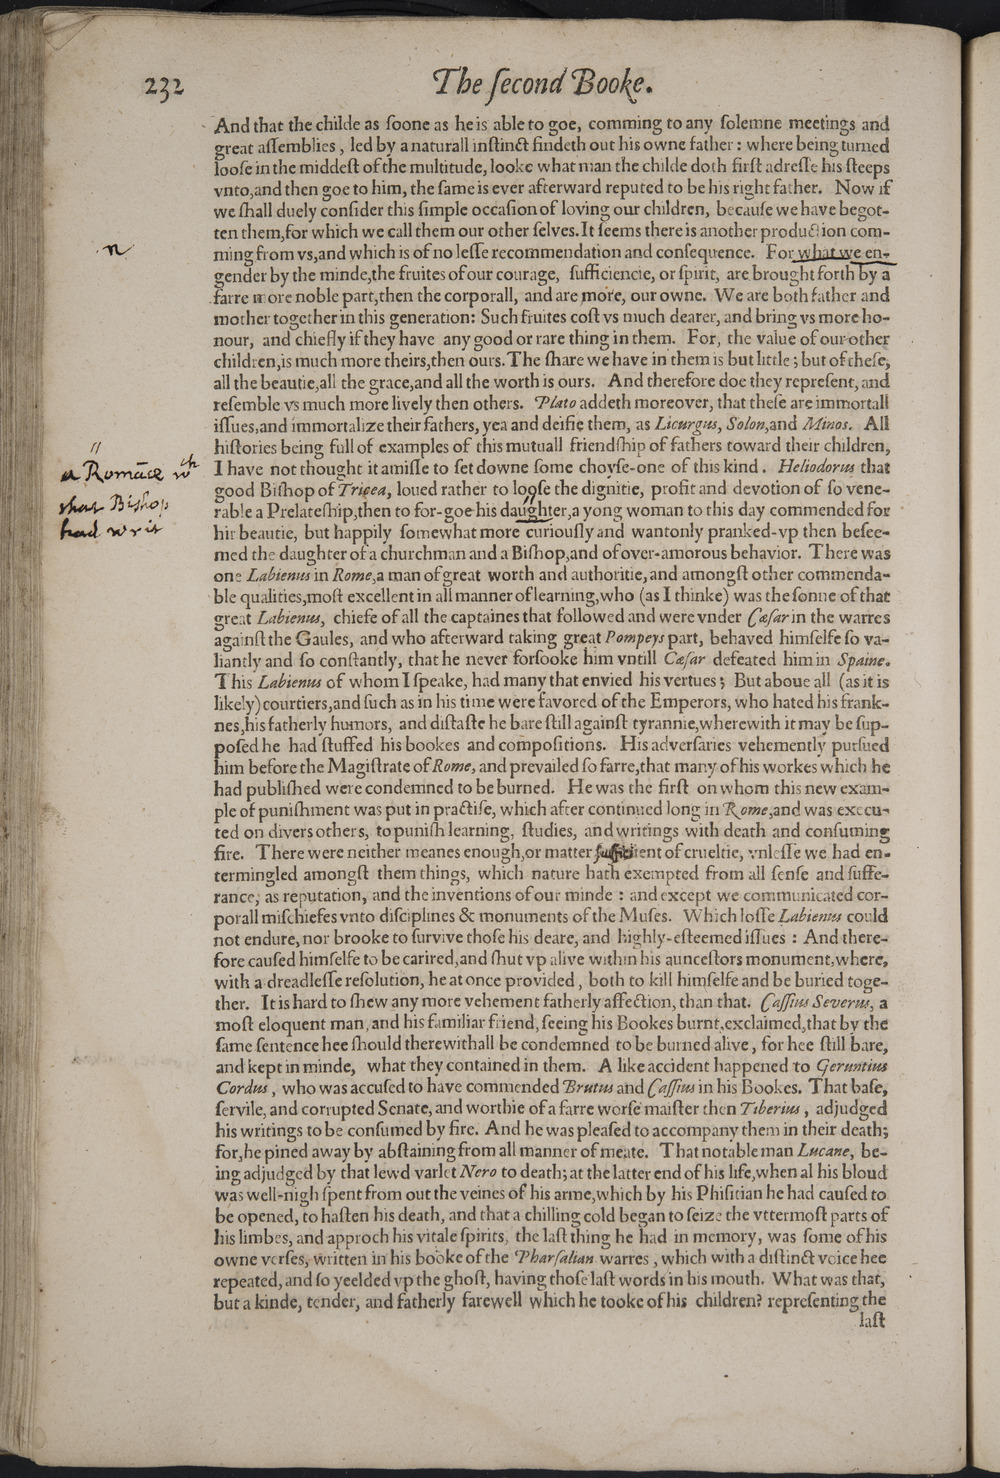 232
The ſecond Booke.
And that the childe as ſoone as he is able to goe, comming to any ſolemne meetings and
great aſſemblies, led by a naturall inſtinct findeth out his owne father: where being turned
looſe in the middeſt of the multitude, looke what man the childe doth firſt adreſſe his ſteeps
vnto, and then goe to him, the ſame is ever afterward reputed to be his right father. Now if
we ſhall duely conſider this ſimple occaſion of loving our children, becauſe we have begot-
ten them, for which we call them our other ſelves. It ſeems there is another production com-
n
ming from vs, and which is of no leſſe recommendation and conſequence. For what we en-
gender by the minde, the fruites of our courage, ſufficiencie, or ſpirit, are brought forth by a
farre more noble part, then the corporall, and are more, our owne. We are both father and
mother together in this generation: Such fruites coſt vs much dearer, and bring vs more ho-
nour, and chiefly if they have any good or rare thing in them. For, the value of our other
children, is much more theirs, then ours. The ſhare we have in them is but little; but of theſe,
all the beautie, all the grace, and all the worth is ours. And therefore doe they repreſent, and
reſemble vs much more lively then others. Plato addeth moreover, that theſe are immortall
iſſues, and immortalize their fathers, yea and deifie them, as Licurgus, Solon, and Minos. All
hiſtories being full of examples of this mutuall friendſhip of fathers toward their children,
I have not thought it amiſſe to ſet downe ſome choyſe-one of this kind. Heliodorus that
good Biſhop of Tricea, loued rather to looſe the dignitie, profit and devotion of ſo vene-
rable a Prelateſhip, then to for-goe his daughter, a yong woman to this day commended for
hir beautie, but happily ſomewhat more curiouſly and wantonly pranked-vp then beſee-
med the daughter of a churchman and a Biſhop, and of over-amorous behavior. There was
one Labienus in Rome, a man of great worth and authoritie, and amongſt other commenda-
ble qualities, moſt excellent in all manner of learning, who (as I thinke) was the ſonne of that
great Labienus, chiefe of all the captaines that followed and were vnder Cæſar in the warres
againſt the Gaules, and who afterward taking great Pompeys part, behaved himſelfe ſo va-
liantly and ſo conſtantly, that he never forſooke him vntill Cæſar defeated him in Spaine.
This Labienus of whom I ſpeake, had many that envied his vertues; But aboue all (as it is
likely) courtiers, and ſuch as in his time were favored of the Emperors, who hated his frank-
nes, his fatherly humors, and diſtaſte he bare ſtill againſt tyrannie, wherewith it may be ſup-
poſed he had ſtuffed his bookes and compoſitions. His adverſaries vehemently purſued
him before the Magiſtrate of Rome, and prevailed ſo farre, that many of his workes which he
had publiſhed were condemned to be burned. He was the firſt on whom this new exam-
ple of puniſhment was put in practiſe, which after continued long in Rome, and was execu-
ted on divers others, to puniſh learning, ſtudies, and writings with death and conſuming
fire. There were neither meanes enough, or matter ſufficient of crueltie, vnleſſe we had en-
termingled amongſt them things, which nature hath exempted from all ſenſe and ſuffe-
rance, as reputation, and the inventions of our minde: and except we communicated cor-
porall miſchiefes vnto diſciplines & monuments of the Muſes. Which loſſe Labienus could
not endure, nor brooke to ſurvive thoſe his deare, and highly-eſteemed iſſues: And there-
fore cauſed himſelfe to be carired, and ſhut vp alive within his aunceſtors monument, where,
with a dreadleſſe reſolution, he at once provided, both to kill himſelfe and be buried toge-
ther. It is hard to ſhew any more vehement fatherly affection, than that. Caſſius Severus, a
moſt eloquent man, and his familiar friend, ſeeing his Bookes burnt, exclaimed, that by the
ſame ſentence hee ſhould therewithall be condemned to be burned alive, for hee ſtill bare,
and kept in minde, what they contained in them. A like accident happened to Geruntius
Cordus, who was accuſed to have commended Brutus and Caſſius in his Bookes. That baſe,
ſervile, and corrupted Senate, and worthie of a farre worſe maiſter then Tiberius, adjudged
his writings to be conſumed by fire. And he was pleaſed to accompany them in their death;
for, he pined away by abſtaining from all manner of meate. That notable man Lucane, be-
ing adjudged by that lewd varlet Nero to death; at the latter end of his life, when al his bloud
was well-nigh ſpent from out the veines of his arme, which by his Phiſitian he had cauſed to
be opened, to haſten his death, and that a chilling cold began to ſeize the vttermoſt parts of
his limbes, and approch his vitale ſpirits, the laſt thing he had in memory, was ſome of his
owne verſes, written in his booke of the Pharſalian warres, which with a diſtinct voice hee
repeated, and ſo yeelded vp the ghoſt, having thoſe laſt words in his mouth. What was that,
but a kinde, tender, and fatherly farewell which he tooke of his children? repreſenting the
laſt
"
a Romāce wch
that Bishop
had writ